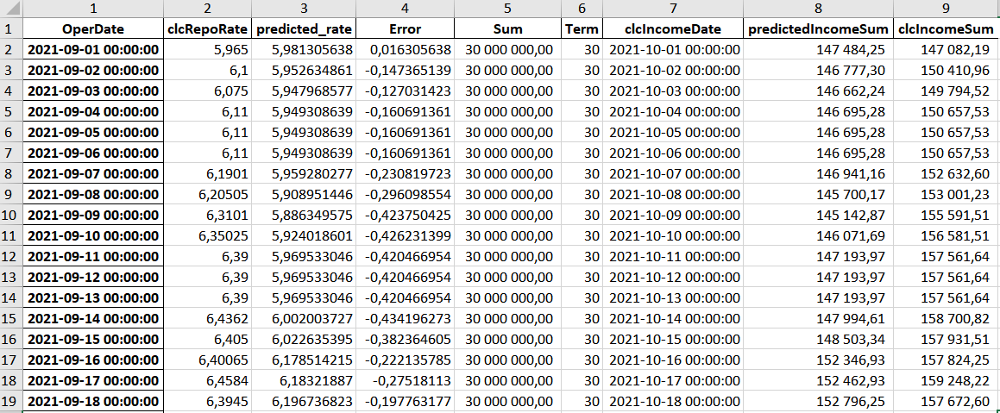 1 2 3 4 5 6 7 8 9
1 OperDate clcRepoRate predicted_rate Error Sum Term clcIncomeDate predictedIncomeSum clcIncomeSum
2 2021-09-01 00:00:00 5,965 5,981305638 0,016305638 30 000 000,00 30 2021-10-01 00:00:00 147 484,25 147 082,19
3 2021-09-02 00:00:00 6,1 5,952634861 -0,147365139 30 000 000,00 30 2021-10-02 00:00:00 146 777,30 150 410,96
4 2021-09-03 00:00:00 6,075 5,947968577 -0,127031423 30 000 000,00 30 2021-10-03 00:00:00 146 662,24 149 794,52
5 2021-09-04 00:00:00 6,11 5,949308639 -0,160691361 30 000 000,00 30 2021-10-04 00:00:00 146 695,28 150 657,53
6 2021-09-05 00:00:00 6,11 5,949308639 -0,160691361 30 000 000,00 30 2021-10-05 00:00:00 146 695,28 150 657,53
7 2021-09-06 00:00:00 6,11 5,949308639 -0,160691361 30 000 000,00 30 2021-10-06 00:00:00 146 695,28 150 657,53
8 2021-09-07 00:00:00 6,1901 5,959280277 -0,230819723 30 000 000,00 30 2021-10-07 00:00:00 146 941,16 152 632,60
9 2021-09-08 00:00:00 6,20505 5,908951446 -0,296098554 30 000 000,00 30 2021-10-08 00:00:00 145 700,17 153 001,23
10 2021-09-09 00:00:00 6,3101 5,886349575 -0,423750425 30 000 000,00 30 2021-10-09 00:00:00 145 142,87 155 591,51
11 2021-09-10 00:00:00 6,35025 5,924018601 -0,426231399 30 000 000,00 30 2021-10-10 00:00:00 146 071,69 156 581,51
12 2021-09-11 00:00:00 6,39 5,969533046 -0,420466954 30 000 000,00 30 2021-10-11 00:00:00 147 193,97 157 561,64
13 2021-09-12 00:00:00 6,39 5,969533046 -0,420466954 30 000 000,00 30 2021-10-12 00:00:00 147 193,97 157 561,64
14 2021-09-13 00:00:00 6,39 5,969533046 -0,420466954 30 000 000,00 30 2021-10-13 00:00:00 147 193,97 157 561,64
15 2021-09-14 00:00:00 6,4362 6,002003727 -0,434196273 30 000 000,00 30 2021-10-14 00:00:00 147 994,61 158 700,82
16 2021-09-15 00:00:00 6,405 6,022635395 -0,382364605 30 000 000,00 30 2021-10-15 00:00:00 148 503,34 157 931,51
17 2021-09-16 00:00:00 6,40065 6,178514215 -0,222135785 30 000 000,00 30 2021-10-16 00:00:00 152 346,93 157 824,25
18 2021-09-17 00:00:00 6,4584 6,18321887 -0,27518113 30 000 000,00 30 2021-10-17 00:00:00 152 462,93 159 248,22
19 2021-09-18 00:00:00 6,3945 6,196736823 -0,197763177 30 000 000,00 30 2021-10-18 00:00:00 152 796,25 157 672,60